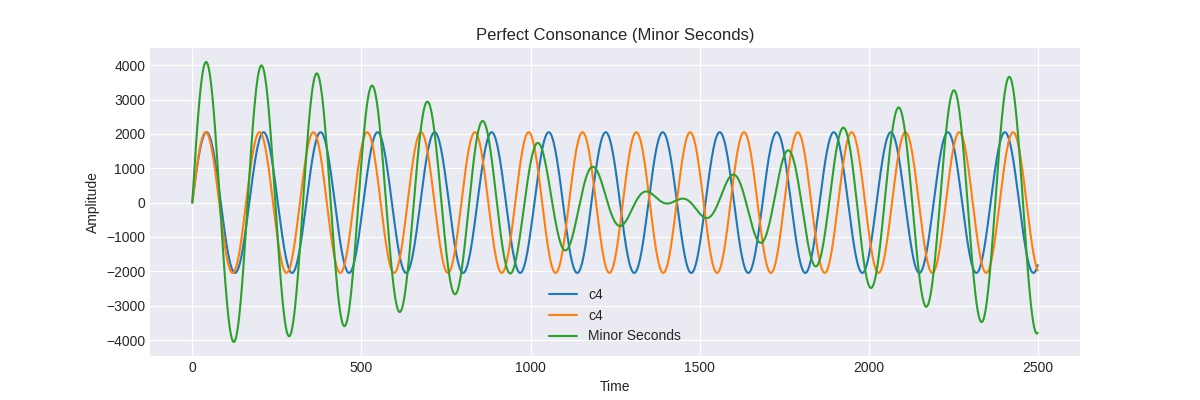 Perfect Consonance (Minor Seconds)
4000
3000
2000
1000
0
−1000
−2000
−3000
−4000
Amplitude
c4
c4
Minor Seconds
0
500
1000
1500
2000
2500
Time